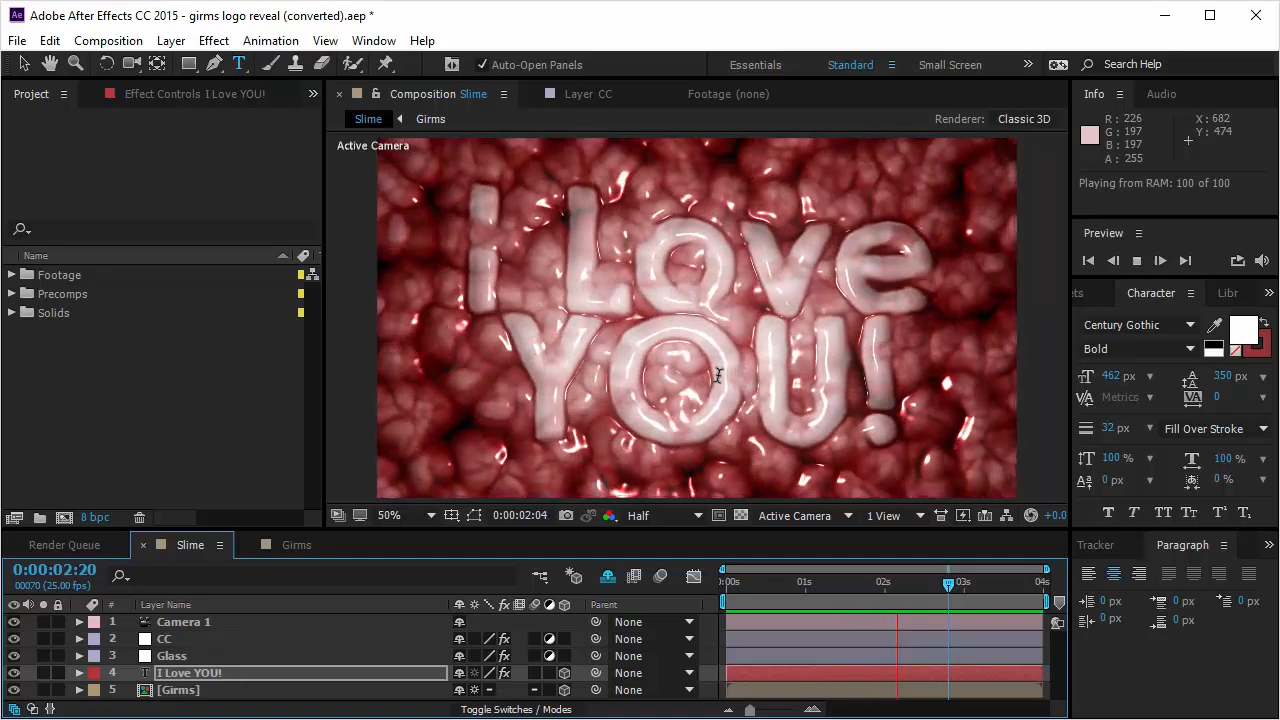 Ae Adobe After Effects CC 2015 - girms logo reveal (converted).aep *
File Edit Composition Layer Effect Animation View Window Help
Auto-Open Panels Essentials Standard Small Screen Search Help
Project Effect Controls I Love YOU! Composition Slime Layer CC Footage (none) Info Audio
Slime Girms Renderer: Classic 3D
R: 226 X: 682
G: 197 Y: 474
B: 197
A: 255
Active Camera
Playing from RAM: 100 of 100
I Love
YOU!
Preview
Name
Footage
Precomps
Solids
Character Libr
Century Gothic
Bold
462 px 350 px
Metrics 0
32 px Fill Over Stroke
100 % 100 %
0 px 0 %
T T TT Tт T¹ T₁
8 bpc 50% 0:00:02:04 Half Active Camera 1 View +0.0
Render Queue Slime Girms Tracker Paragraph
0:00:02:20
00070 (25.00 fps)
:00s 01s 02s 03s 04s
# Layer Name Parent
1 Camera 1 None
2 CC None
3 Glass None
4 I Love YOU! None
5 [Girms] None
0 px 0 px 0 px
0 px 0 px
Toggle Switches / Modes